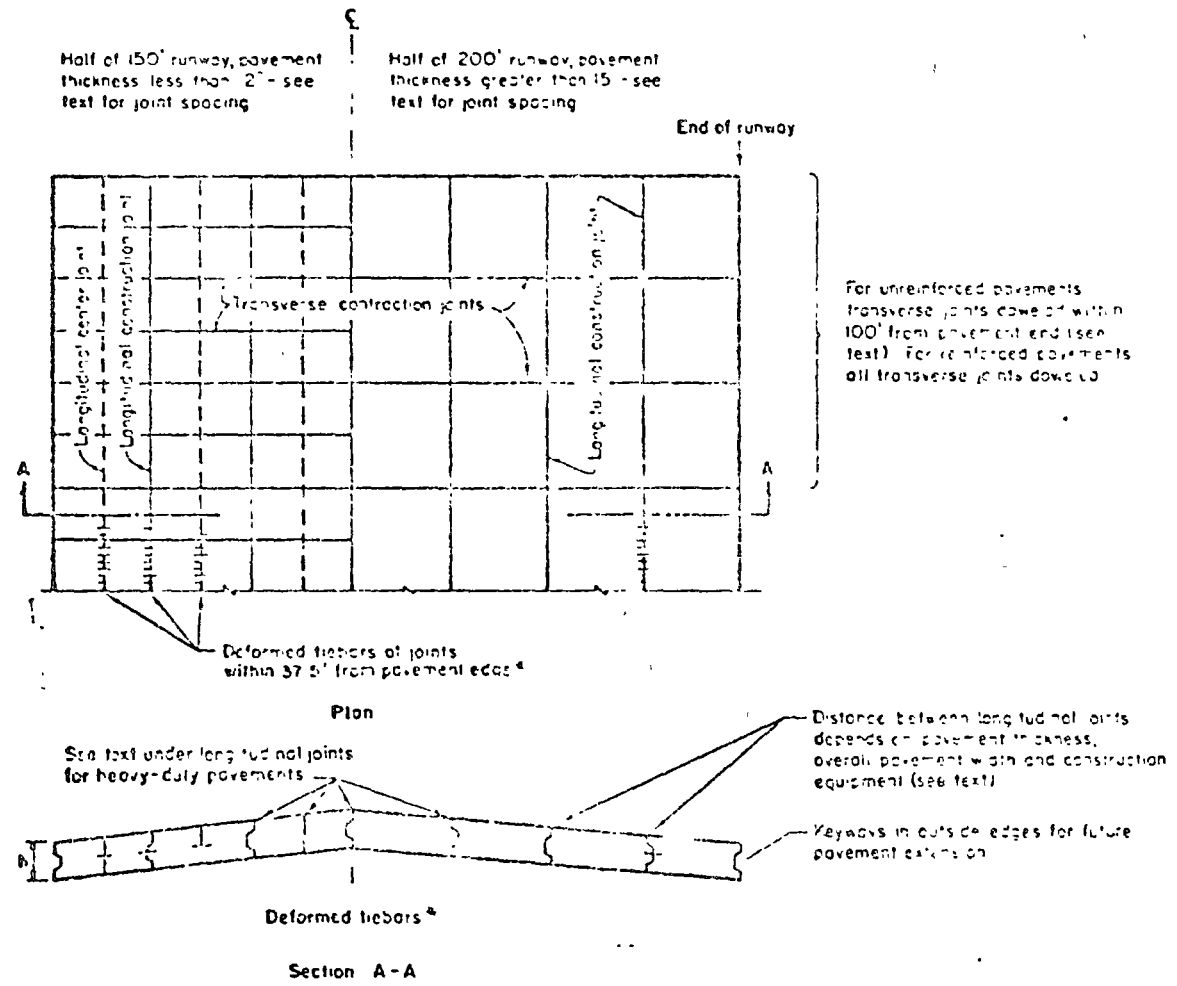 ℄
Half of 150' runway, pavement
thickness less than 2" - see
text for joint spacing
Half of 200' runway, pavement
thickness greater than 15 - see
text for joint spacing
End of runway
Longitudinal center joint
Longitudinal construction joint
Transverse contraction joints
Longitudinal construction joint
For unreinforced pavements
transverse joints doweled within
100' from pavement end (see
text). For reinforced pavements
all transverse joints doweled
A
A
Deformed tiebars at joints
within 37.5' from pavement edge*
Plan
See text under longitudinal joints
for heavy-duty pavements
Distance between longitudinal joints
depends on pavement thickness,
overall pavement width and construction
equipment (see text)
Keyways in outside edges for future
pavement extension
h
Deformed tiebars*
Section A-A